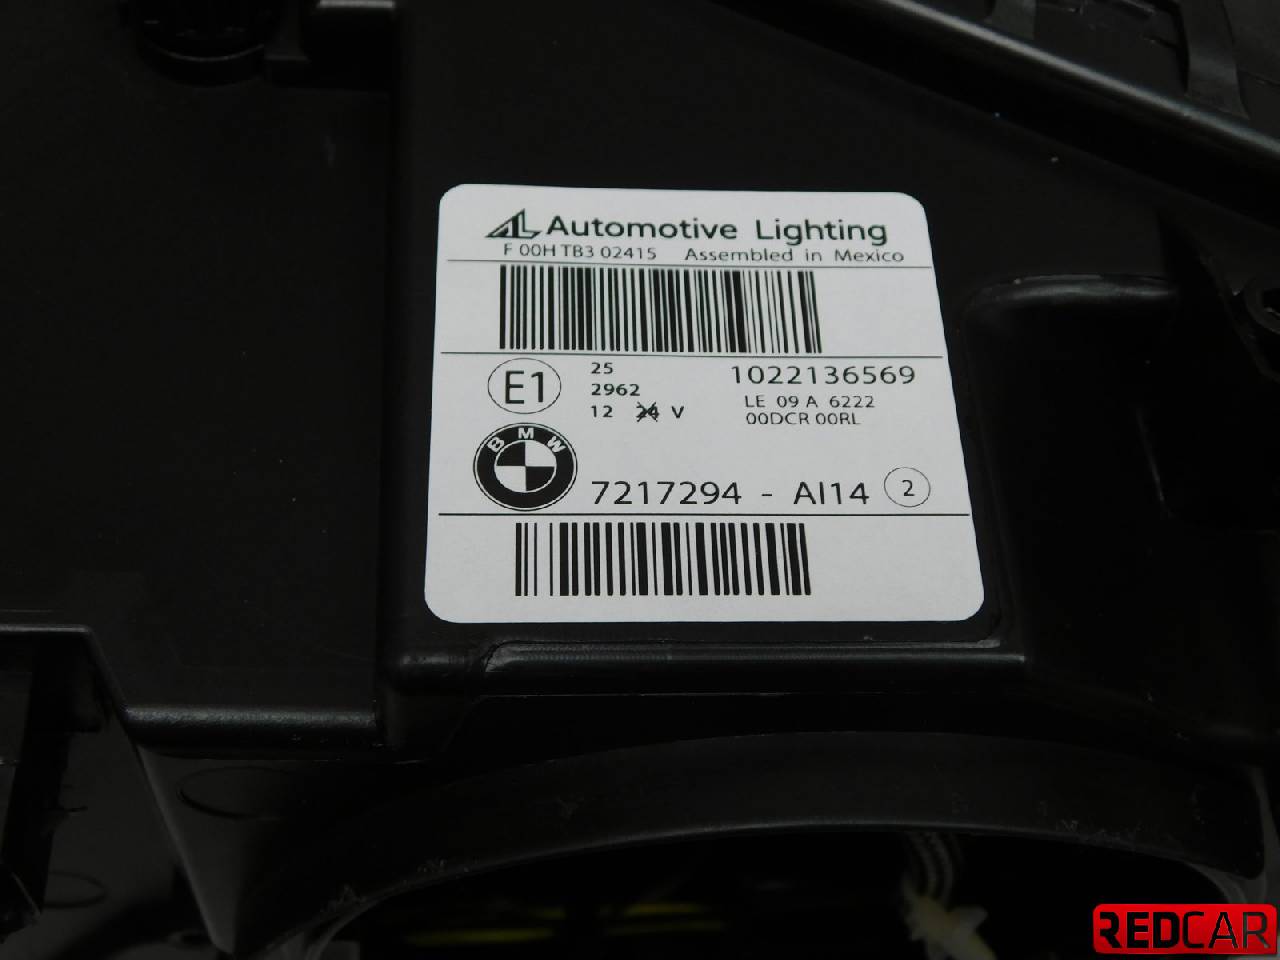 AL Automotive Lighting
F 00H TB3 02415 Assembled in Mexico
E1
25
2962
12 24 V
1022136569
LE 09 A 6222
00DCR 00RL
BMW
7217294 - AI14 2
REDCAR